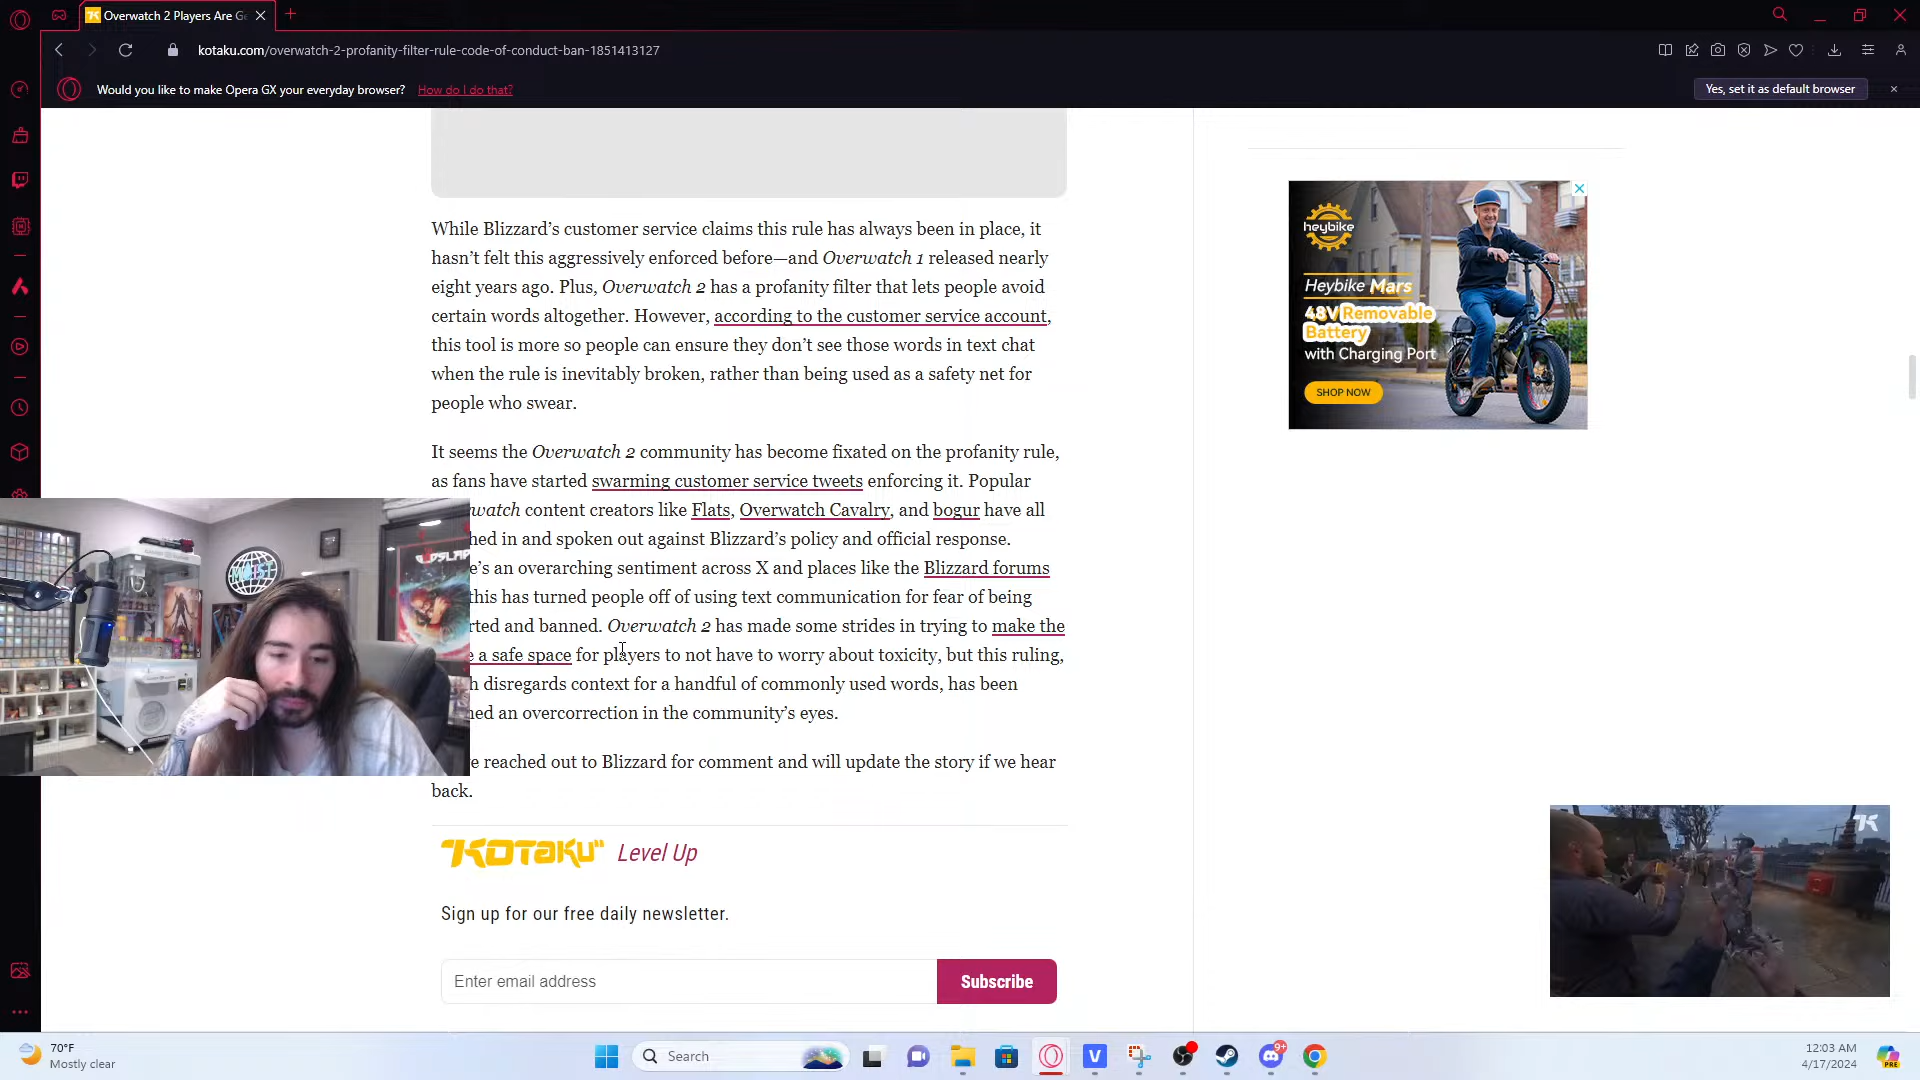 Overwatch 2 Players Are Ge
kotaku.com/overwatch-2-profanity-filter-rule-code-of-conduct-ban-1851413127
Would you like to make Opera GX your everyday browser? How do I do that?
Yes, set it as default browser
While Blizzard’s customer service claims this rule has always been in place, it
hasn’t felt this aggressively enforced before—and Overwatch 1 released nearly
eight years ago. Plus, Overwatch 2 has a profanity filter that lets people avoid
certain words altogether. However, according to the customer service account,
this tool is more so people can ensure they don’t see those words in text chat
when the rule is inevitably broken, rather than being used as a safety net for
people who swear.
It seems the Overwatch 2 community has become fixated on the profanity rule,
as fans have started swarming customer service tweets enforcing it. Popular
watch content creators like Flats, Overwatch Cavalry, and bogur have all
hed in and spoken out against Blizzard’s policy and official response.
e’s an overarching sentiment across X and places like the Blizzard forums
this has turned people off of using text communication for fear of being
rted and banned. Overwatch 2 has made some strides in trying to make the
e a safe space for players to not have to worry about toxicity, but this ruling,
h disregards context for a handful of commonly used words, has been
ned an overcorrection in the community’s eyes.
e reached out to Blizzard for comment and will update the story if we hear
back.
KOTAKU Level Up
Sign up for our free daily newsletter.
Enter email address
Subscribe
heybike
Heybike Mars
48V Removable
Battery
with Charging Port
SHOP NOW
MOIST
70°F
Mostly clear
Search
9+
12:03 AM
4/17/2024
PRE